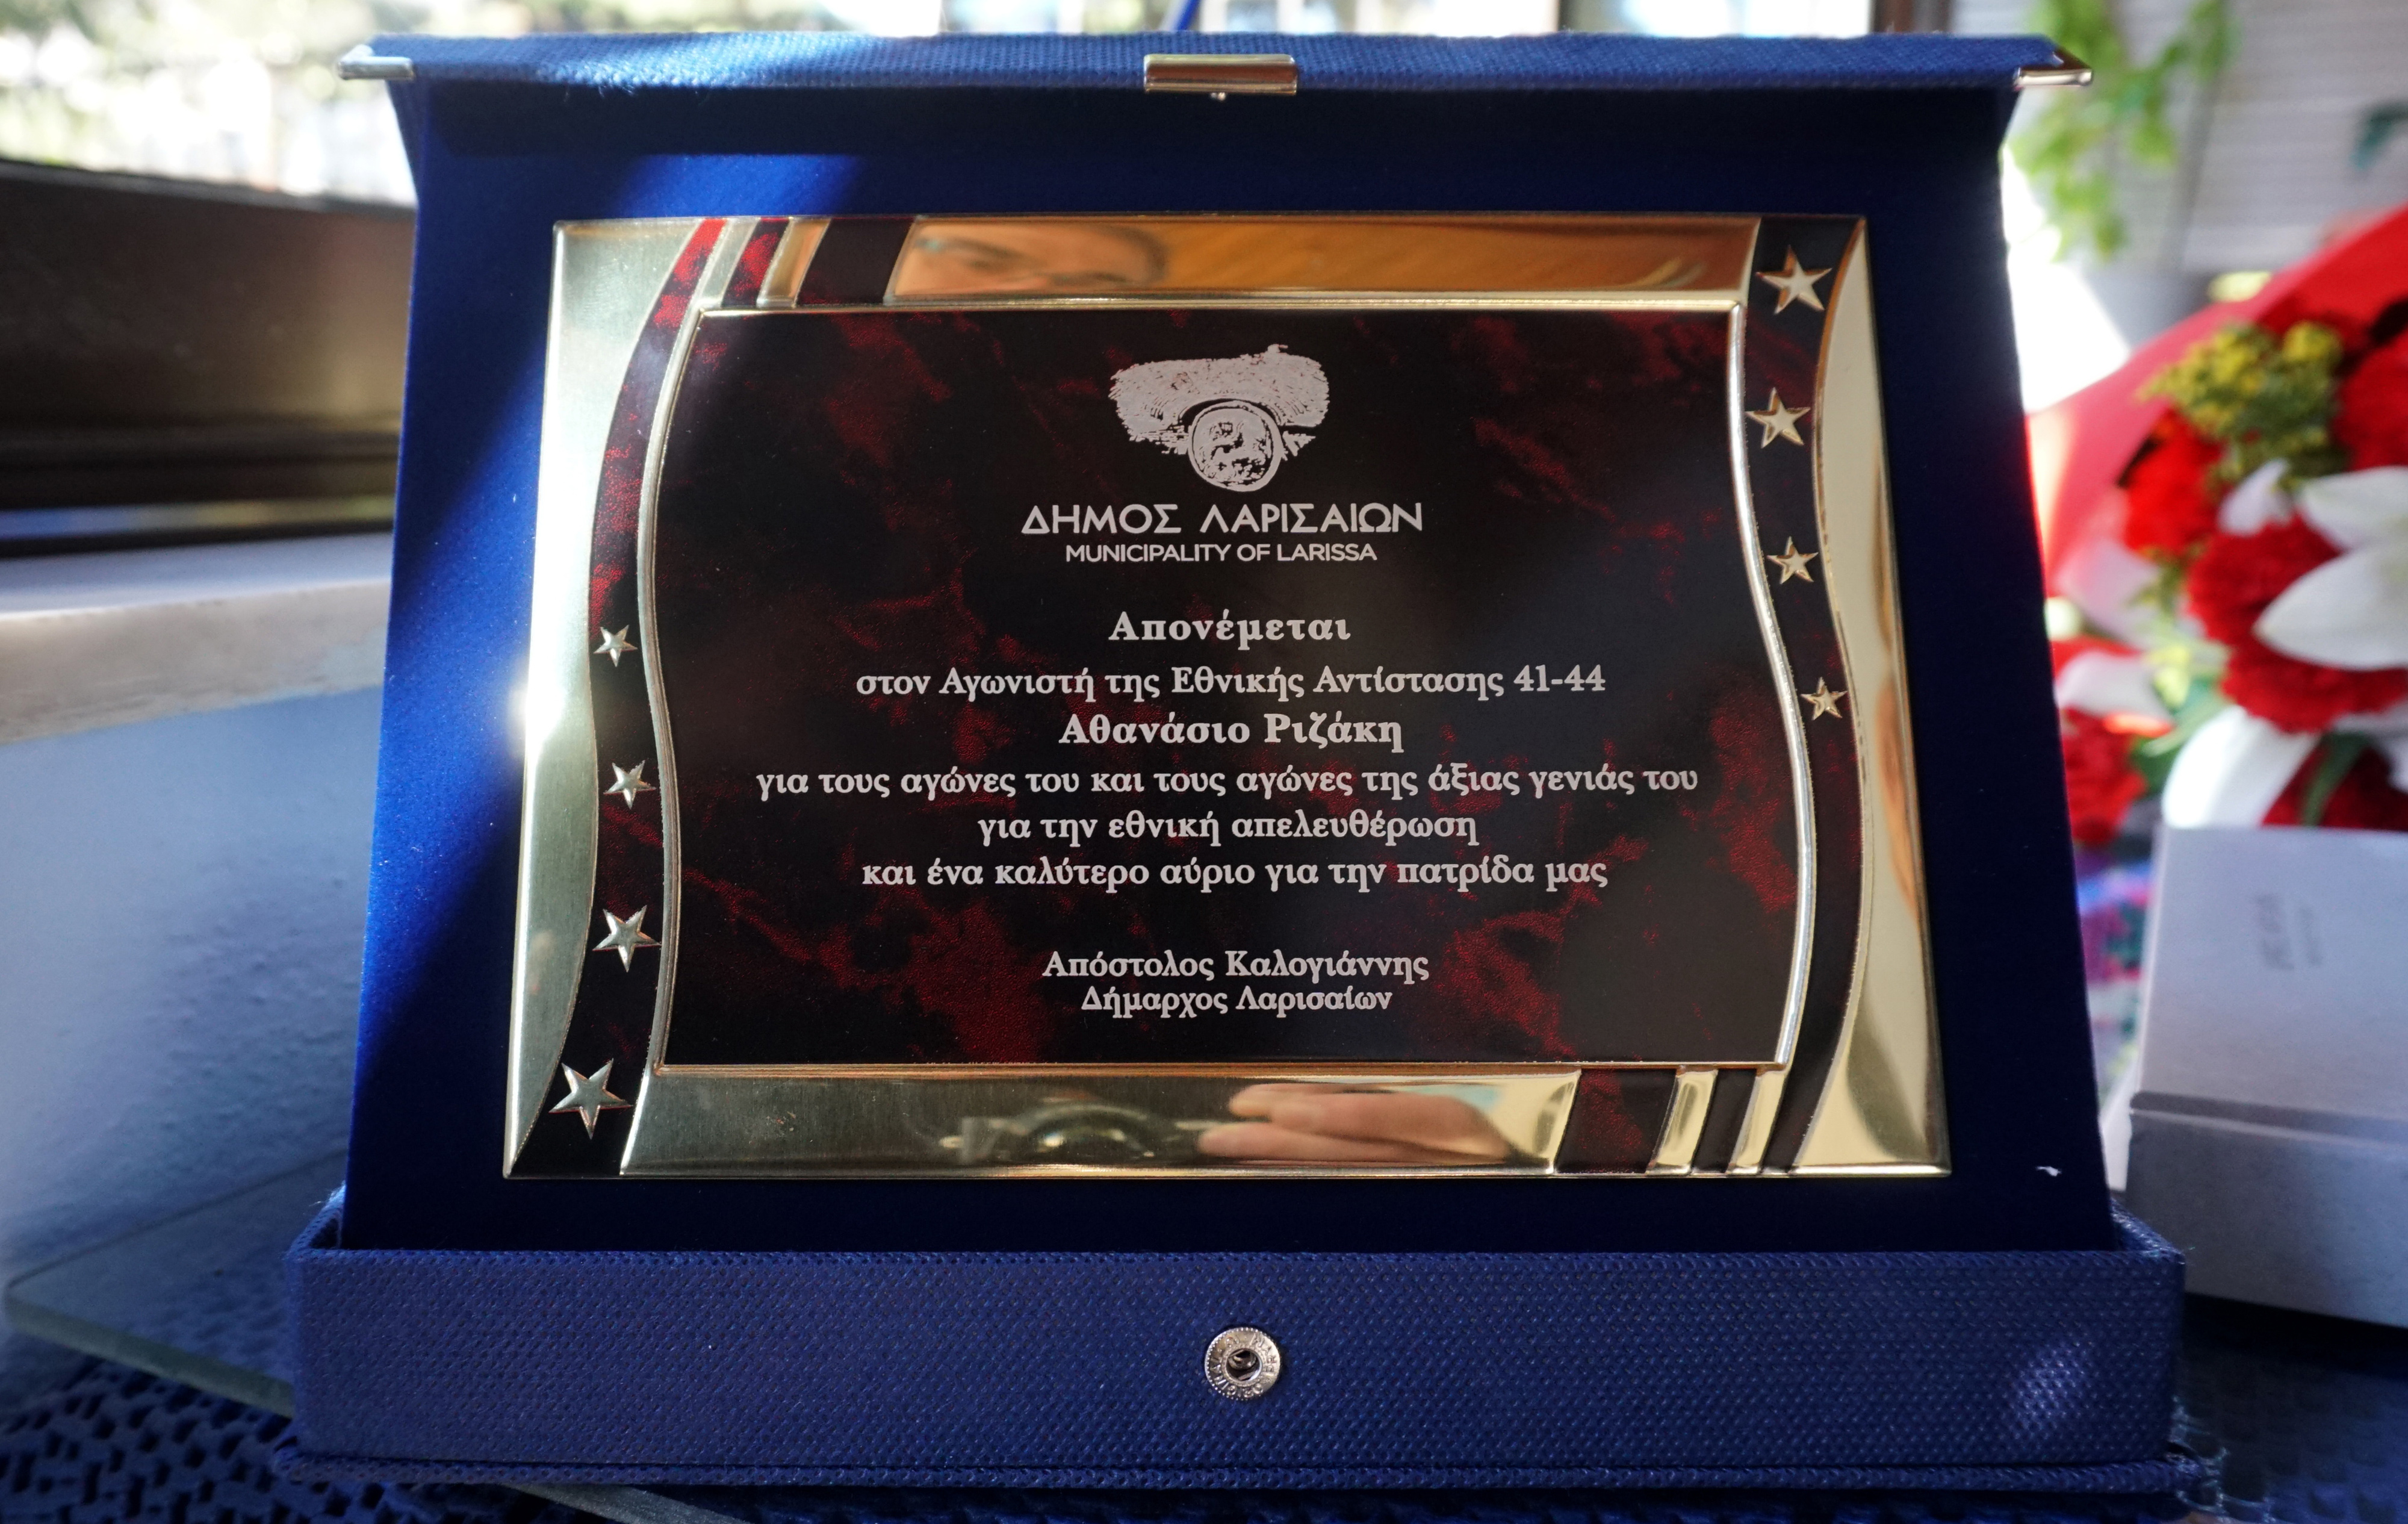 ΔΗΜΟΣ ΛΑΡΙΣΑΙΩΝ
MUNICIPALITY OF LARISSA
Απονέμεται
στον Αγωνιστή της Εθνικής Αντίστασης 41-44
Αθανάσιο Ριζάκη
για τους αγώνες του και τους αγώνες της άξιας γενιάς του
για την εθνική απελευθέρωση
και ένα καλύτερο αύριο για την πατρίδα μας
Απόστολος Καλογιάννης
Δήμαρχος Λαρισαίων